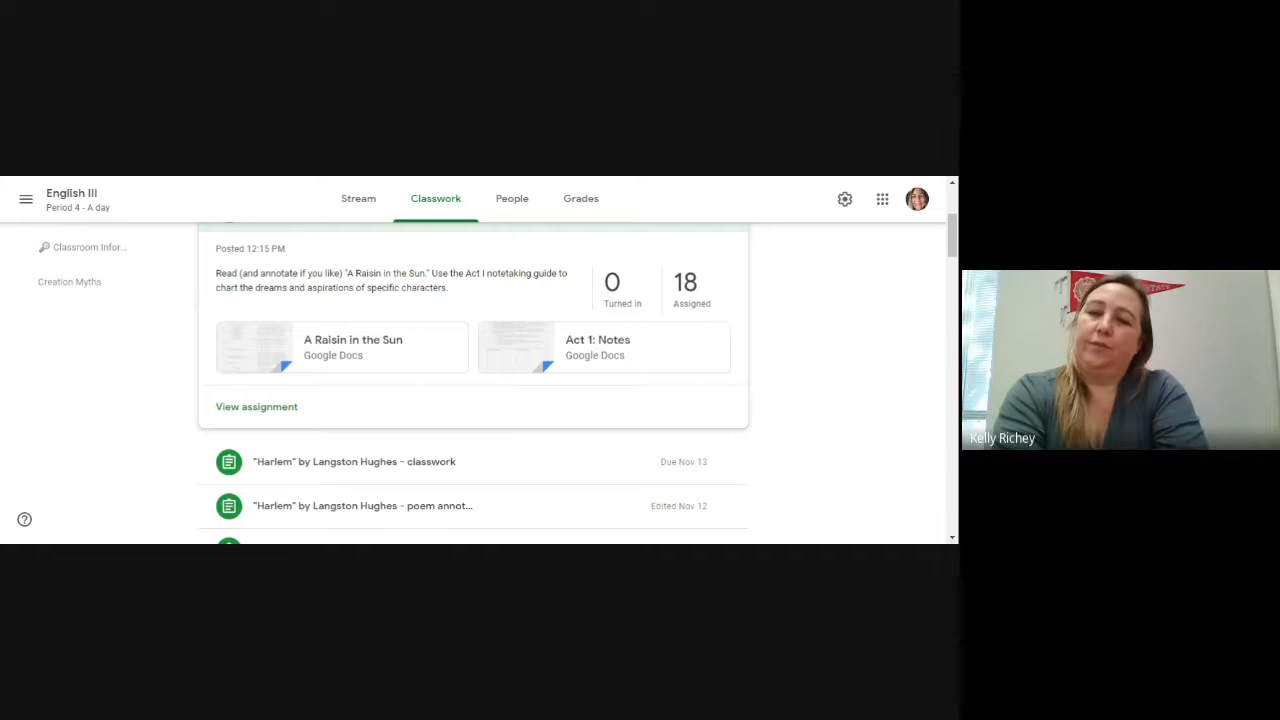 English III
Period 4 - A day
Stream
Classwork
People
Grades
Classroom Infor...
Creation Myths
Posted 12:15 PM
Read (and annotate if you like) "A Raisin in the Sun." Use the Act I notetaking guide to
chart the dreams and aspirations of specific characters.
0
Turned in
18
Assigned
A Raisin in the Sun
Google Docs
Act 1: Notes
Google Docs
View assignment
"Harlem" by Langston Hughes - classwork
Due Nov 13
"Harlem" by Langston Hughes - poem annot...
Edited Nov 12
STATE
Kelly Richey